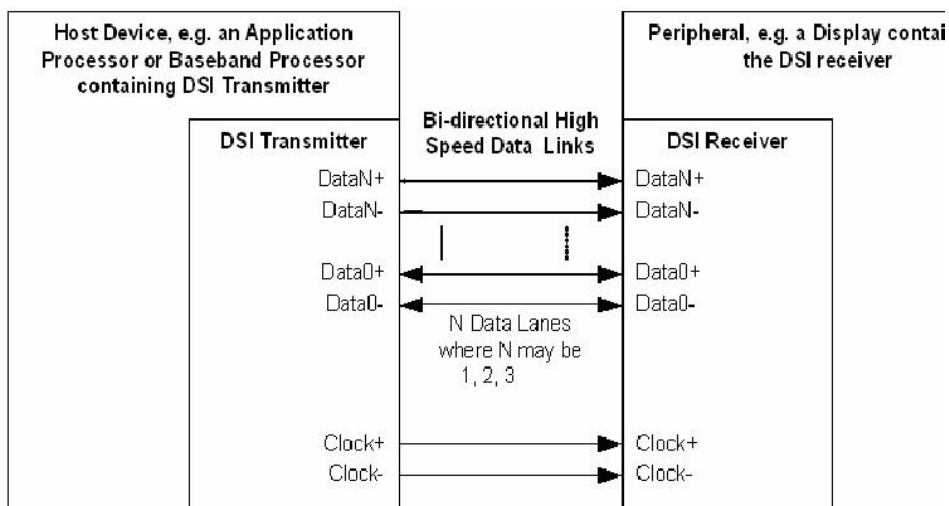 Host Device, e.g. an Application
Processor or Baseband Processor
containing DSI Transmitter
Peripheral, e.g. a Display contai
the DSI receiver
Bi-directional High
Speed Data Links
DSI Transmitter
DSI Receiver
DataN+
DataN+
DataN-
DataN-
Data0+
Data0+
Data0-
Data0-
N Data Lanes
where N may be
1, 2, 3
Clock+
Clock+
Clock-
Clock-